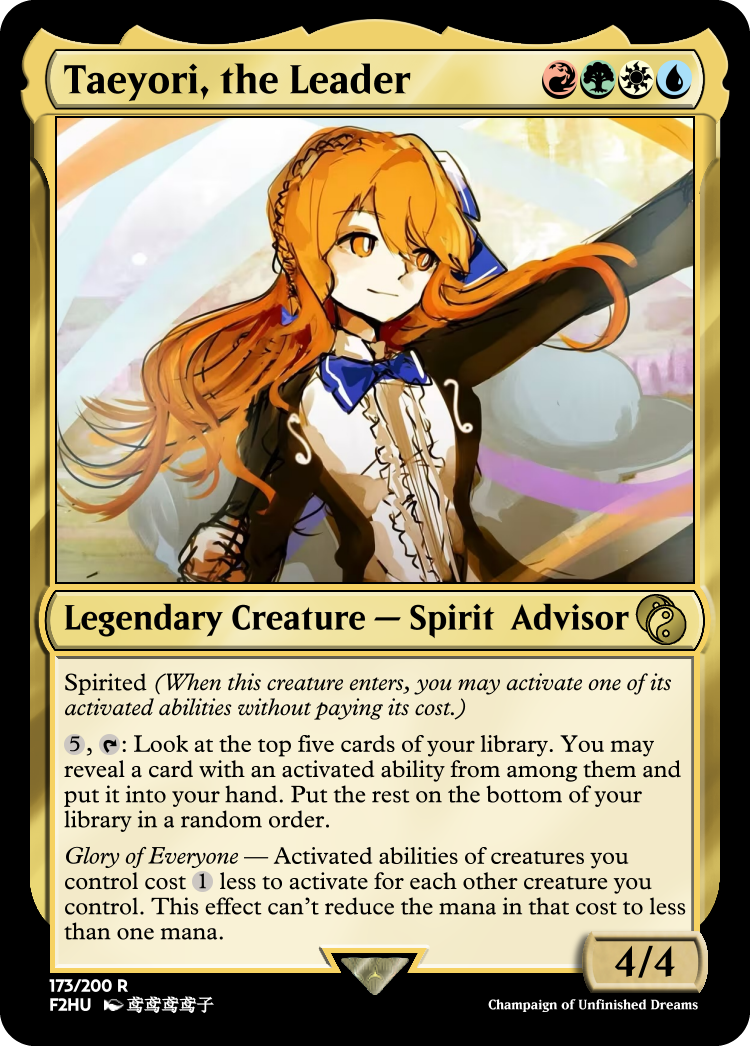 Taeyori, the Leader
Legendary Creature — Spirit Advisor
Spirited (When this creature enters, you may activate one of its
activated abilities without paying its cost.)
5, : Look at the top five cards of your library. You may
reveal a card with an activated ability from among them and
put it into your hand. Put the rest on the bottom of your
library in a random order.
Glory of Everyone — Activated abilities of creatures you
control cost 1 less to activate for each other creature you
control. This effect can't reduce the mana in that cost to less
than one mana.
4/4
173/200 R
F2HU 鸢鸢鸢鸢子
Champaign of Unfinished Dreams